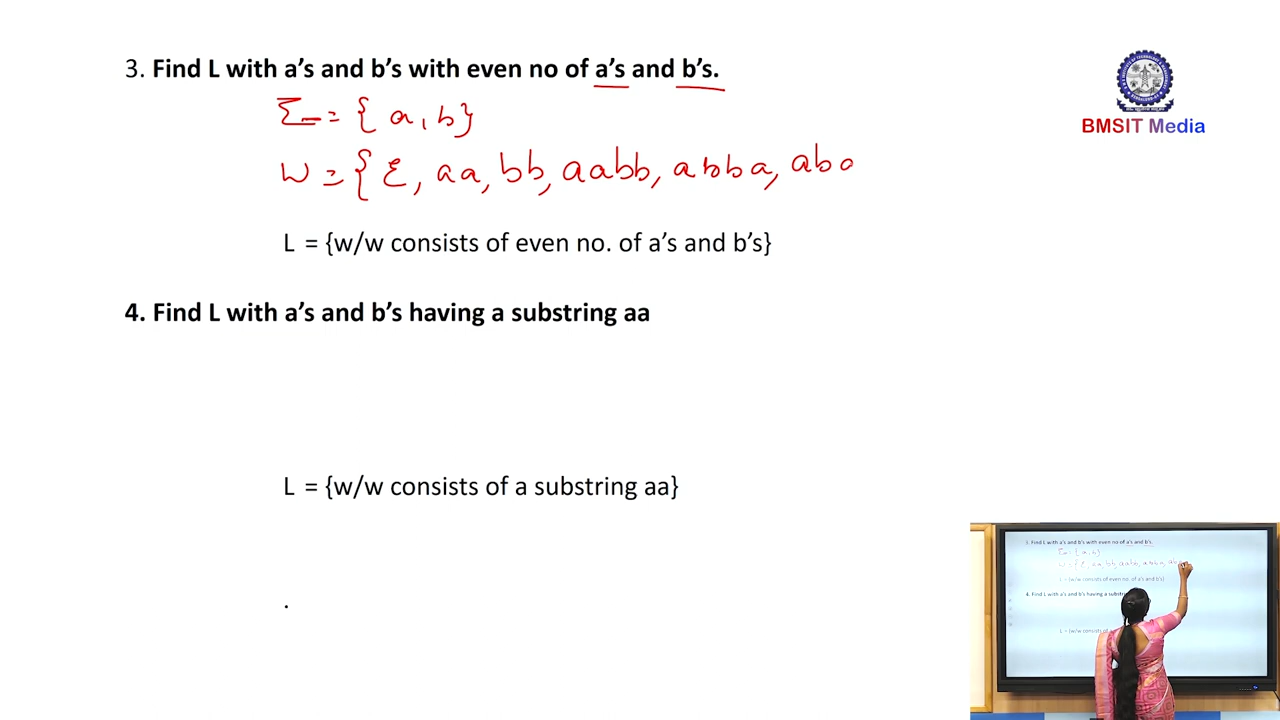 3. Find L with a's and b's with even no of a's and b's.
BMSIT Media
Σ = { a, b}
w = { ε, aa, bb, aabb, abba, aba
L = {w/w consists of even no. of a's and b's}
4. Find L with a's and b's having a substring aa
L = {w/w consists of a substring aa}
.